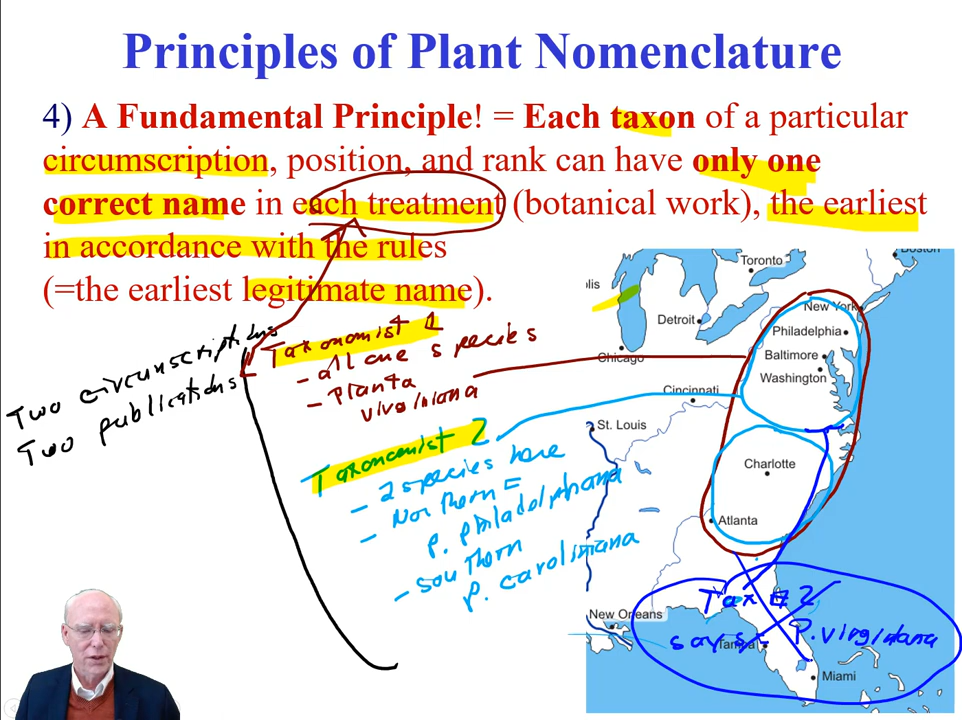 Principles of Plant Nomenclature
4) A Fundamental Principle! = Each taxon of a particular
circumscription, position, and rank can have only one
correct name in each treatment (botanical work), the earliest
in accordance with the rules
(=the earliest legitimate name).
Two circumscriptions
Two publications
Taxonomist 1
- all one species
- Planta
virginiana
Taxonomist 2
- 2 species here
- Northern =
P. philadelphiana
- southern
P. caroliniana
Boston
Toronto
olis
Detroit
New York
Philadelphia
Chicago
Baltimore
Washington
Cincinnati
St. Louis
Charlotte
Atlanta
Tax # 2
New Orleans
says = P. virginiana
Tampa
Miami